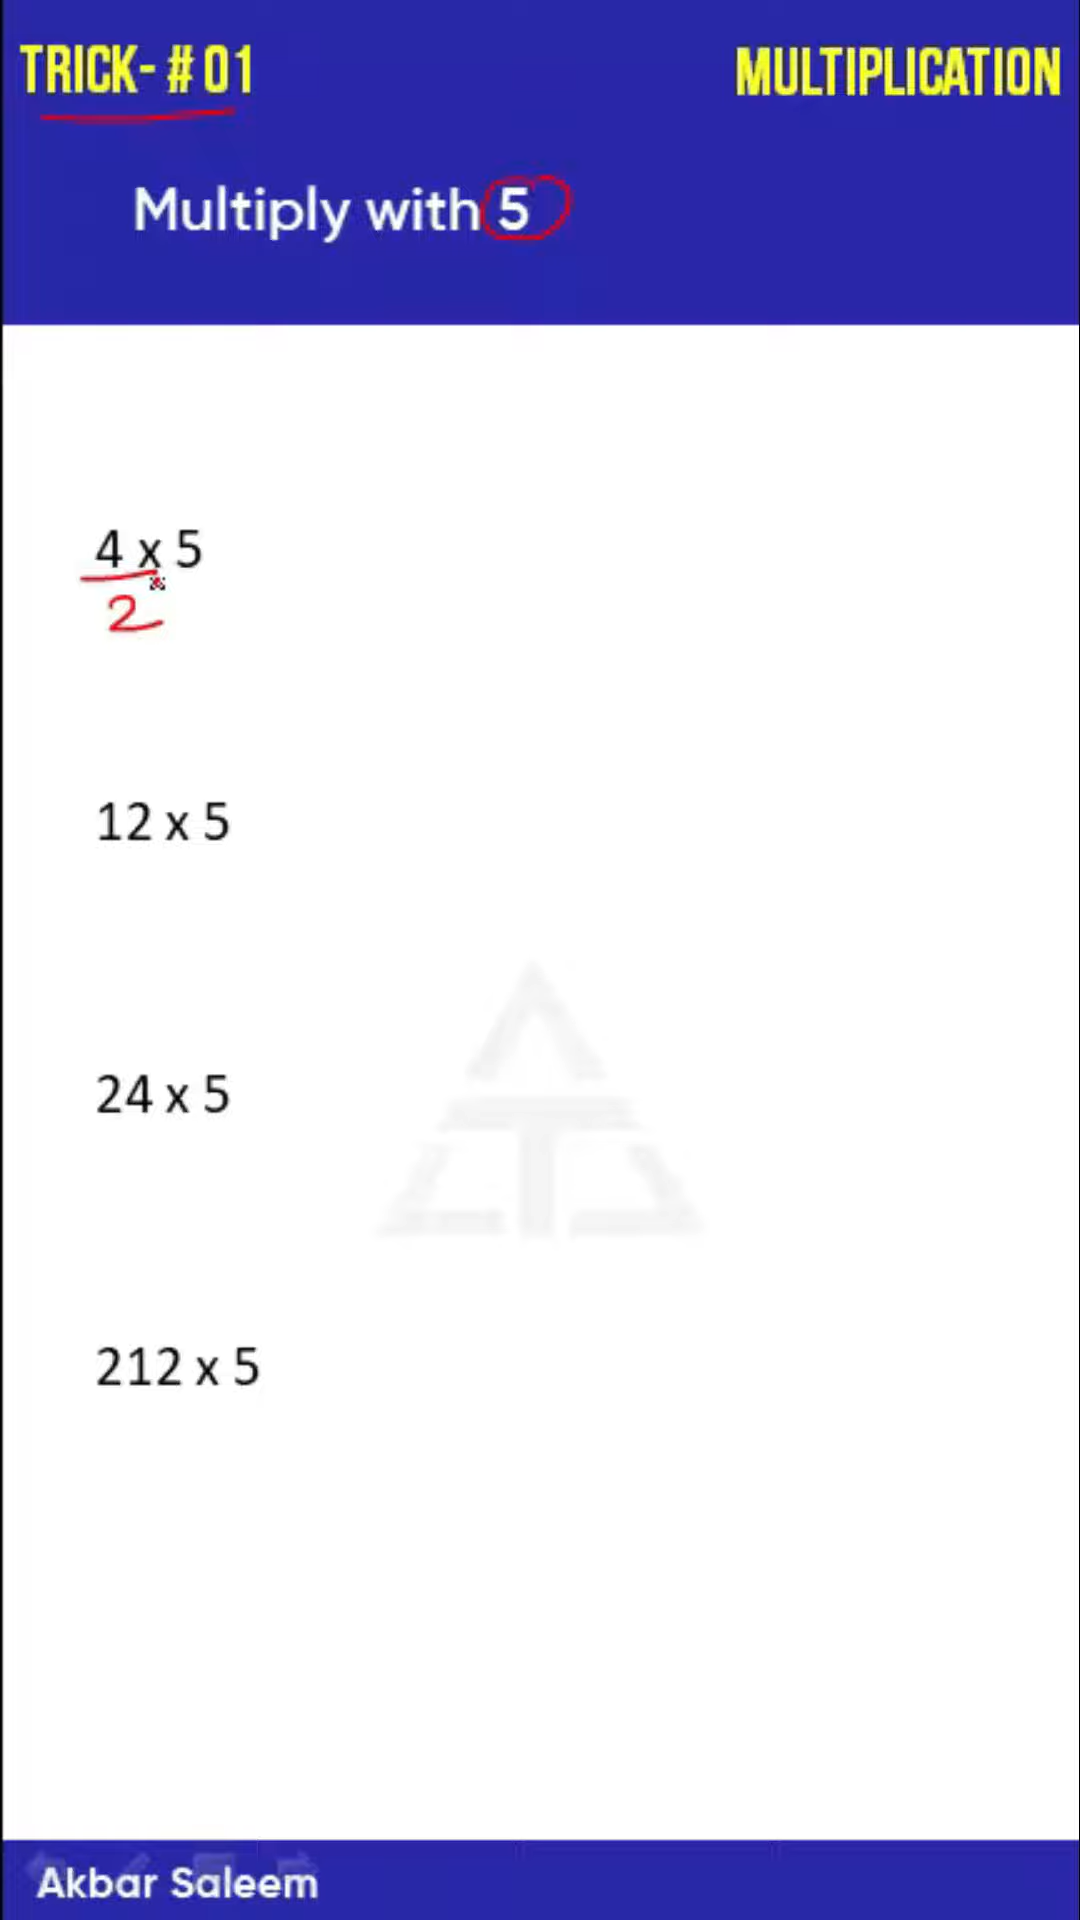 TRICK- # 01
MULTIPLICATION
Multiply with 5
4 x 5
2
12 x 5
24 x 5
212 x 5
Akbar Saleem